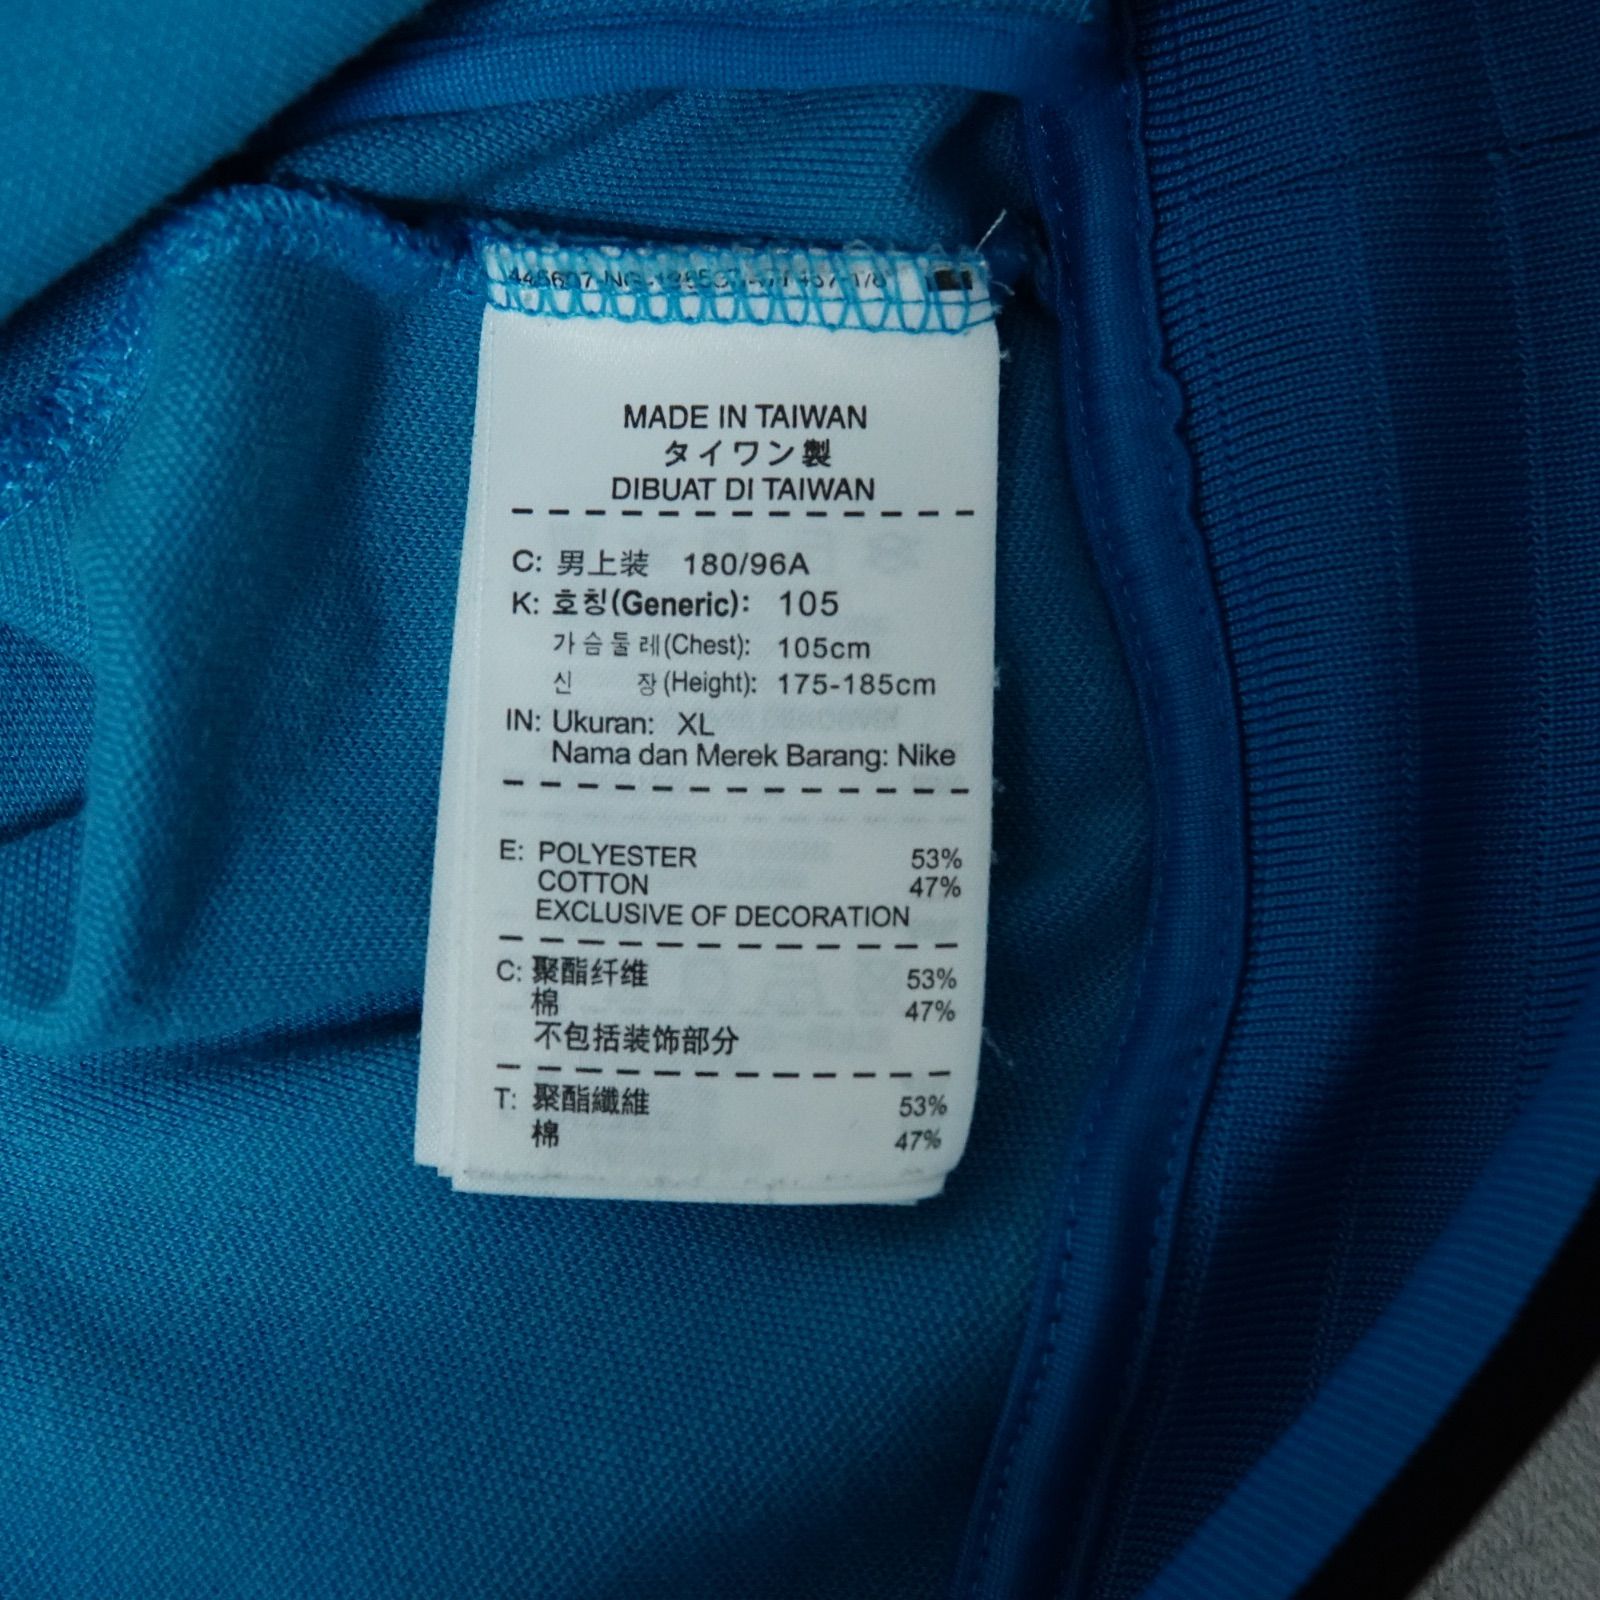 MADE IN TAIWAN
タイワン製
DIBUAT DI TAIWAN
C: 男上装 180/96A
K: 호칭(Generic): 105
가슴둘레(Chest): 105cm
신 장(Height): 175-185cm
IN: Ukuran: XL
Nama dan Merek Barang: Nike
E: POLYESTER 53%
COTTON 47%
EXCLUSIVE OF DECORATION
C: 聚酯纤维 53%
棉 47%
不包括装饰部分
T: 聚酯纖維 53%
棉 47%